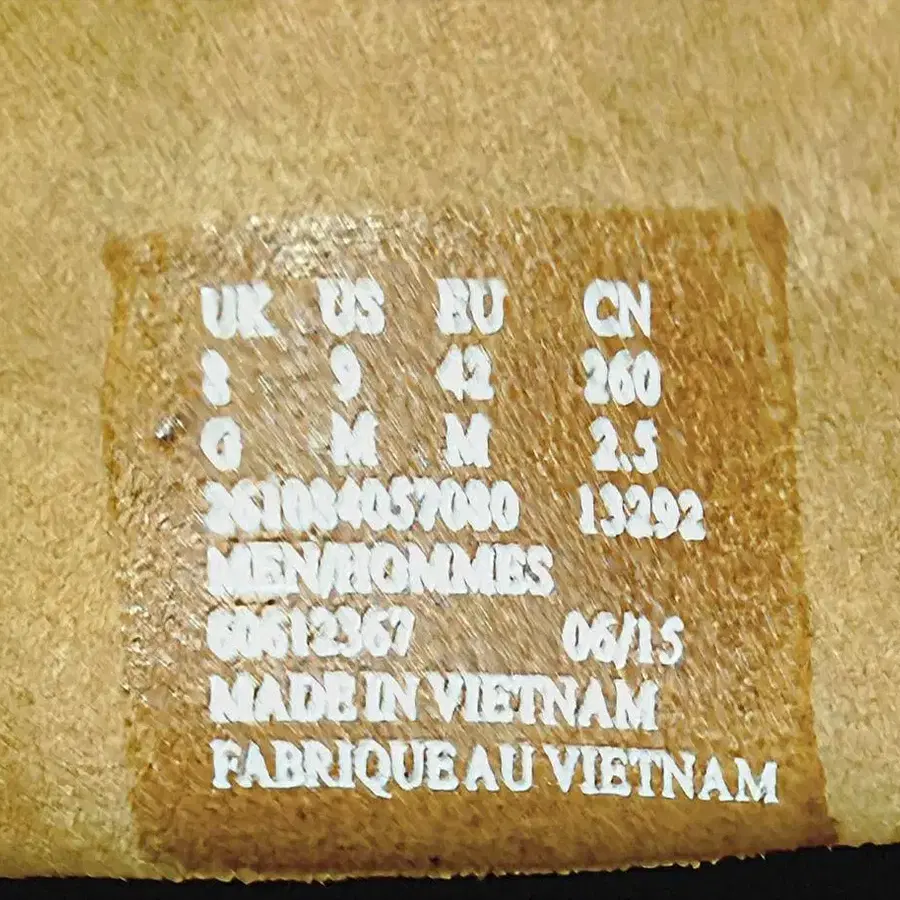 UK US EU CN
8 9 42 260
G M M 2.5
261084057080 13292
MEN/HOMMES
60612367 06/15
MADE IN VIETNAM
FABRIQUE AU VIETNAM